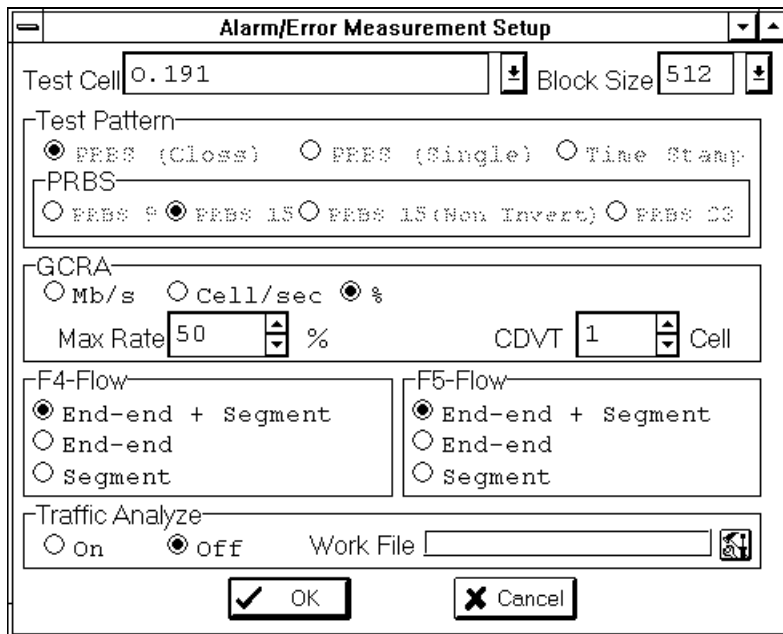 Alarm/Error Measurement Setup
Test Cell 0.191 Block Size 512
Test Pattern
PRBS (Closs) PRBS (Single) Time Stamp
PRBS
PRBS 9 PRBS 15 PRBS 15(Non Invert) PRBS 23
GCRA
Mb/s Cell/sec %
Max Rate 50 % CDVT 1 Cell
F4-Flow F5-Flow
End-end + Segment End-end + Segment
End-end End-end
Segment Segment
Traffic Analyze
On Off Work File
OK Cancel